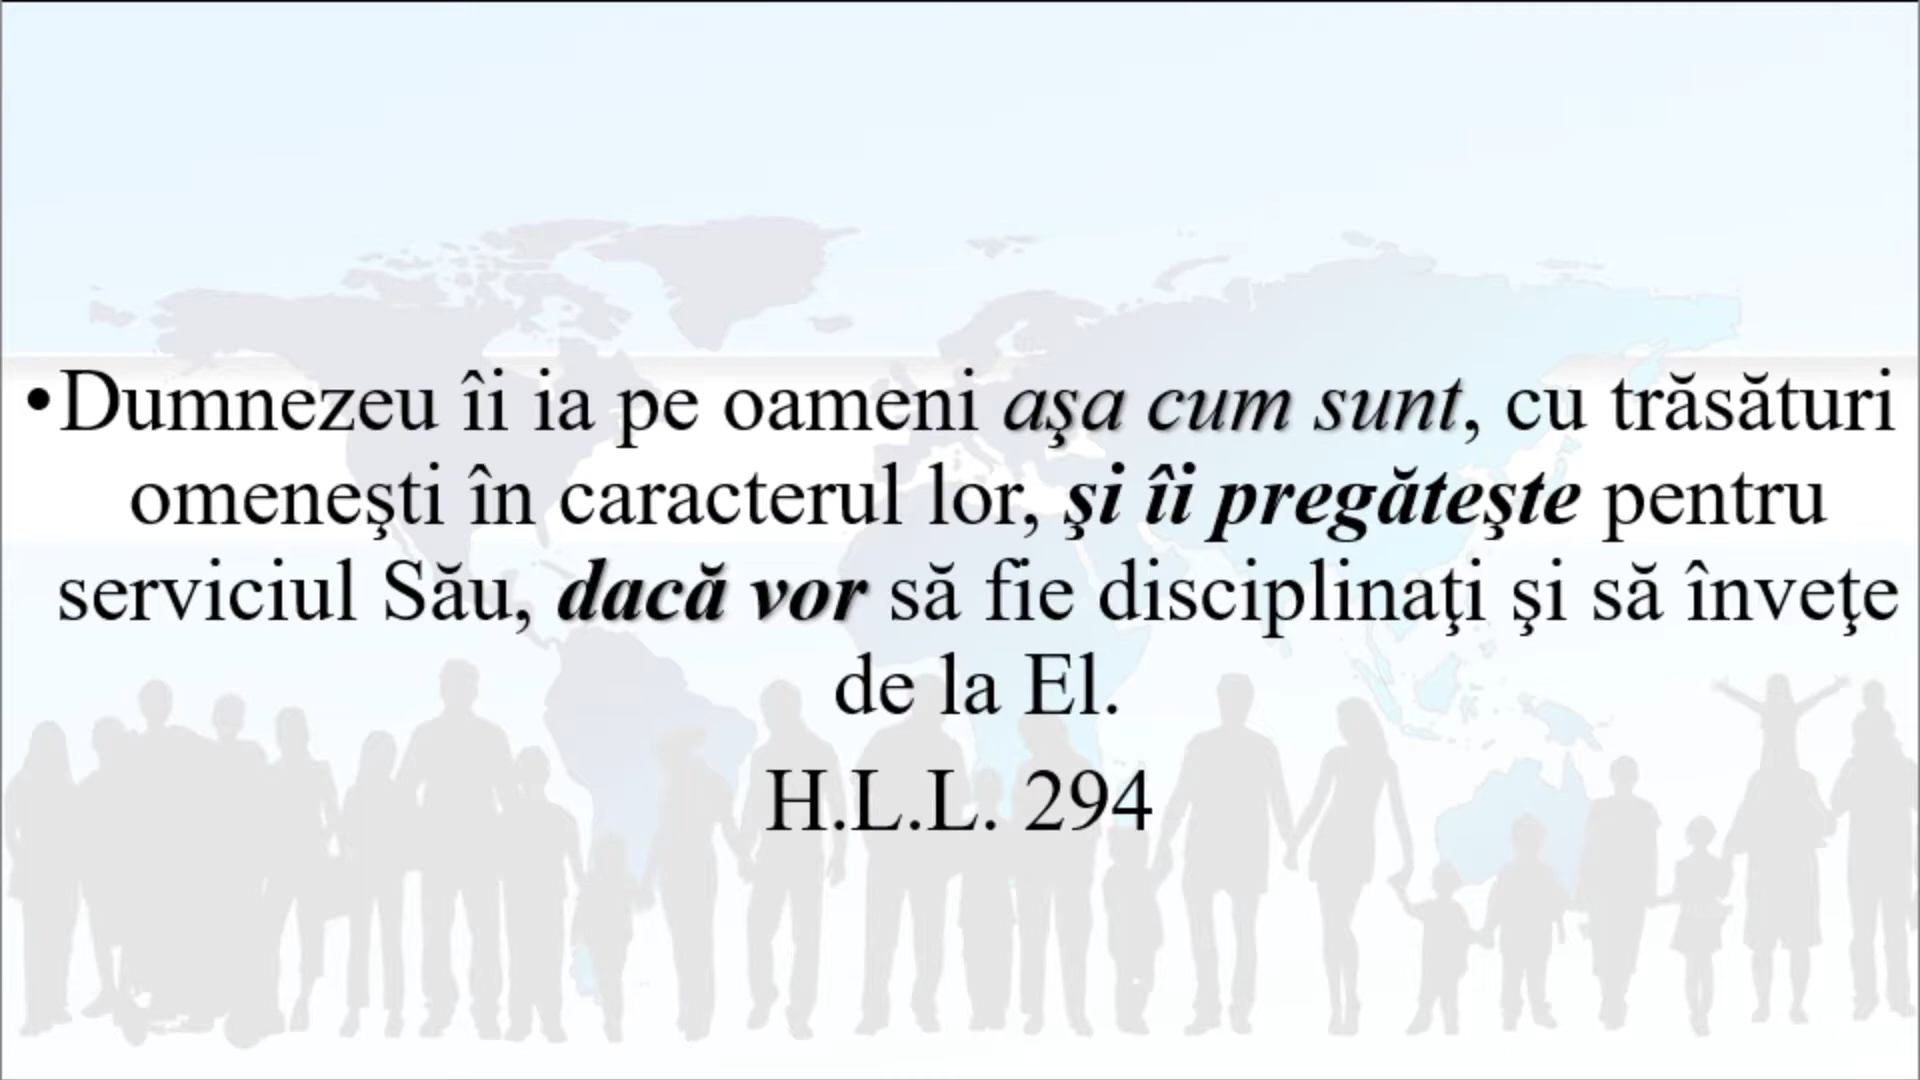 •Dumnezeu îi ia pe oameni aşa cum sunt, cu trăsături
omeneşti în caracterul lor, şi îi pregăteşte pentru
serviciul Său, dacă vor să fie disciplinaţi şi să înveţe
de la El.
H.L.L. 294